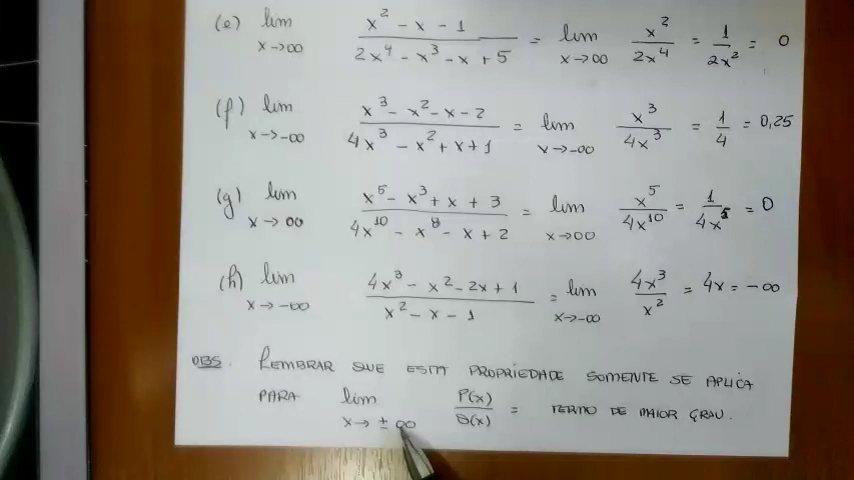 (e) lim x→∞ (x² - x - 1)/(2x⁴ - x³ - x + 5) = lim x→∞ x²/2x⁴ = 1/2x² = 0
(f) lim x→-∞ (x³ - x² - x - 2)/(4x³ - x² + x + 1) = lim x→-∞ x³/4x³ = 1/4 = 0,25
(g) lim x→∞ (x⁵ - x³ + x + 3)/(4x¹⁰ - x⁸ - x + 2) = lim x→∞ x⁵/4x¹⁰ = 1/4x⁵ = 0
(h) lim x→-∞ (4x³ - x² - 2x + 1)/(x² - x - 1) = lim x→-∞ 4x³/x² = 4x = -∞
OBS. LEMBRAR QUE ESTA PROPRIEDADE SOMENTE SE APLICA
PARA lim x→±∞ P(x)/Q(x) = TERMO DE MAIOR GRAU.